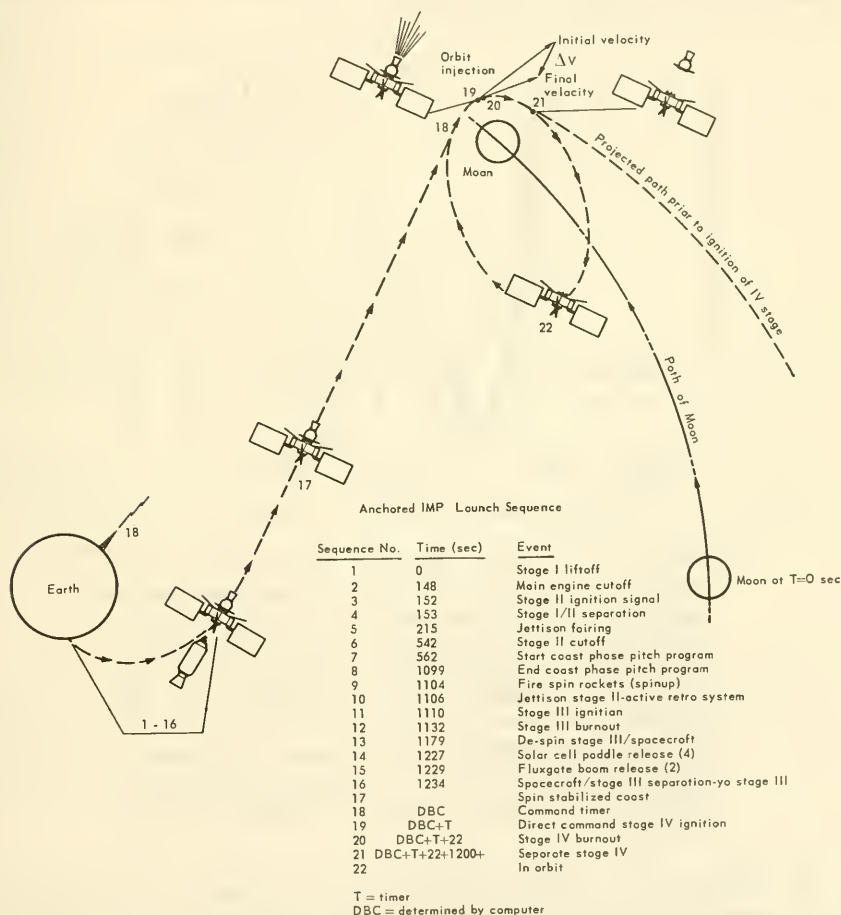 Initial velocity
Orbit
injection
ΔV
Final
velocity
19
20
21
18
Moon
Projected path prior to ignition of IV stage
22
Path of Moon
17
18
Earth
Moon at T=0 sec
1 - 16
Anchored IMP Launch Sequence
Sequence No. Time (sec) Event
1 0 Stage I liftoff
2 148 Main engine cutoff
3 152 Stage II ignition signal
4 153 Stage I/II separation
5 215 Jettison fairing
6 542 Stage II cutoff
7 562 Start coast phase pitch program
8 1099 End coast phase pitch program
9 1104 Fire spin rockets (spinup)
10 1106 Jettison stage II-active retro system
11 1110 Stage III ignition
12 1132 Stage III burnout
13 1179 De-spin stage III/spacecraft
14 1227 Solar cell paddle release (4)
15 1229 Fluxgate boom release (2)
16 1234 Spacecraft/stage III separation-yo stage III
17 Spin stabilized coast
18 DBC Command timer
19 DBC+T Direct command stage IV ignition
20 DBC+T+22 Stage IV burnout
21 DBC+T+22+1200+ Separate stage IV
22 In orbit
T = timer
DBC = determined by computer